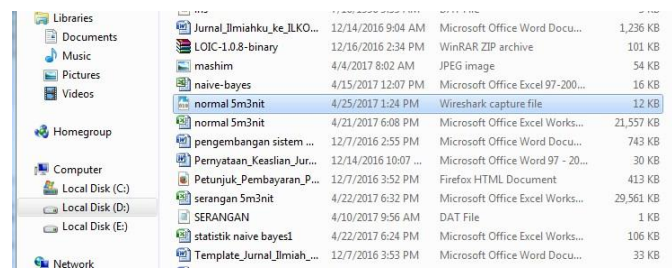 Libraries
Documents
Music
Pictures
Videos
Homegroup
Computer
Local Disk (C:)
Local Disk (D:)
Local Disk (E:)
Network
Jurnal_Ilmiahku_ke_ILKO... 12/14/2016 9:04 AM Microsoft Office Word Docu... 1,236 KB
LOIC-1.0.8-binary 12/16/2016 2:34 PM WinRAR ZIP archive 101 KB
mashim 4/4/2017 8:02 AM JPEG image 54 KB
naive-bayes 4/15/2017 12:07 PM Microsoft Office Excel 97-200... 16 KB
normal 5m3nit 4/25/2017 1:24 PM Wireshark capture file 12 KB
normal 5m3nit 4/21/2017 6:08 PM Microsoft Office Excel Works... 21,557 KB
pengembangan sistem ... 12/7/2016 2:55 PM Microsoft Office Word Docu... 743 KB
Pernyataan_Keaslian_Jur... 12/14/2016 10:07 ... Microsoft Office Word 97 - 20... 30 KB
Petunjuk_Pembayaran_P... 12/7/2016 3:52 PM Firefox HTML Document 413 KB
serangan 5m3nit 4/22/2017 6:32 PM Microsoft Office Excel Works... 29,561 KB
SERANGAN 4/10/2017 9:56 AM DAT File 1 KB
statistik naive bayes1 4/22/2017 6:24 PM Microsoft Office Excel Works... 106 KB
Template_Jurnal_Ilmiah_... 12/7/2016 3:53 PM Microsoft Office Word Docu... 33 KB